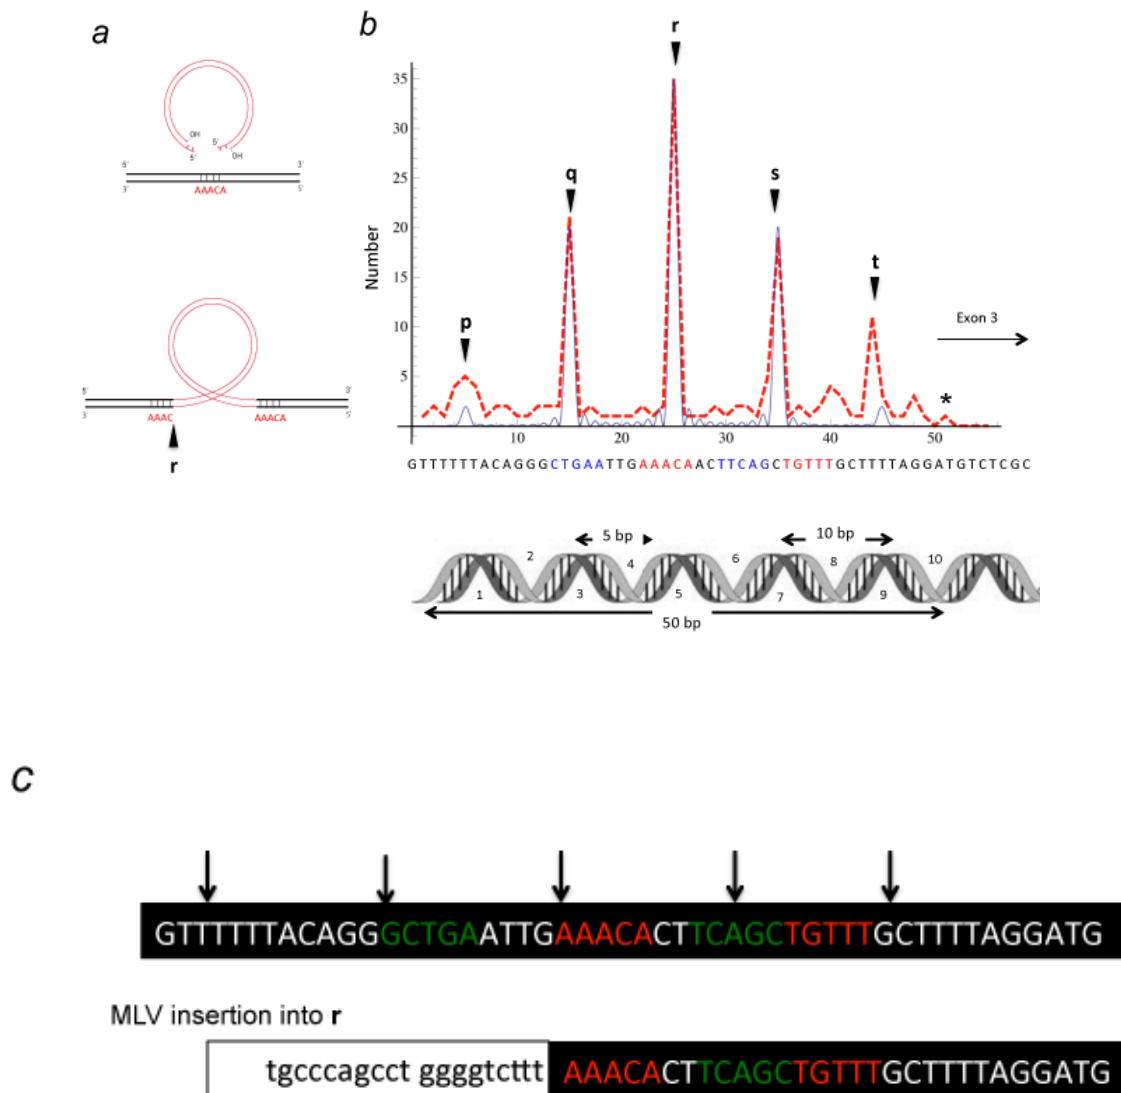 a
OH
5´
5´
OH
5´
3´
AAACA
3´
5´
5´
3´
3´
AAAC
AAACA
5´
r
b
r
q
s
t
p
*
Exon 3
Number
35
30
25
20
15
10
5
10
20
30
40
50
GTTTTTTACAGGGCTGAATTGAAACAACTTCAGCTGTTTGCTTTTAGGATGTCTCGC
5 bp
10 bp
2
4
6
8
10
1
3
5
7
9
50 bp
c
GTTTTTTACAGGGCTGAATTGAAACACTTCAGCTGTTTGCTTTTAGGATG
MLV insertion into r
tgcccagcct ggggtcttt AAACACTTCAGCTGTTTGCTTTTAGGATG